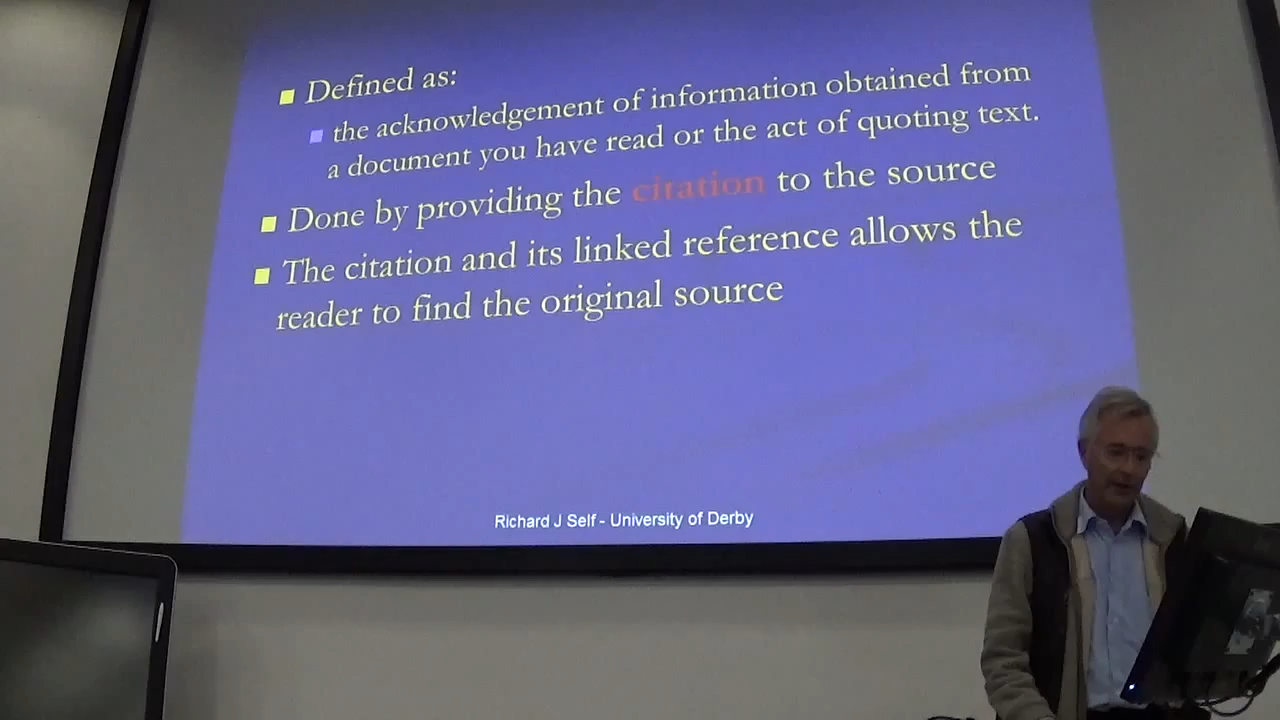 Defined as:
the acknowledgement of information obtained from
a document you have read or the act of quoting text.
Done by providing the citation to the source
The citation and its linked reference allows the
reader to find the original source
Richard J Self - University of Derby